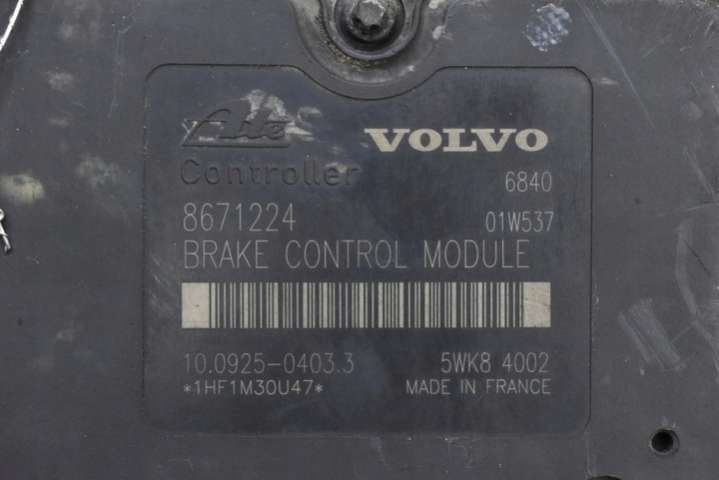 Ate VOLVO
Controller 6840
8671224 01W537
BRAKE CONTROL MODULE
10.0925-0403.3 5WK8 4002
*1HF1M30U47* MADE IN FRANCE